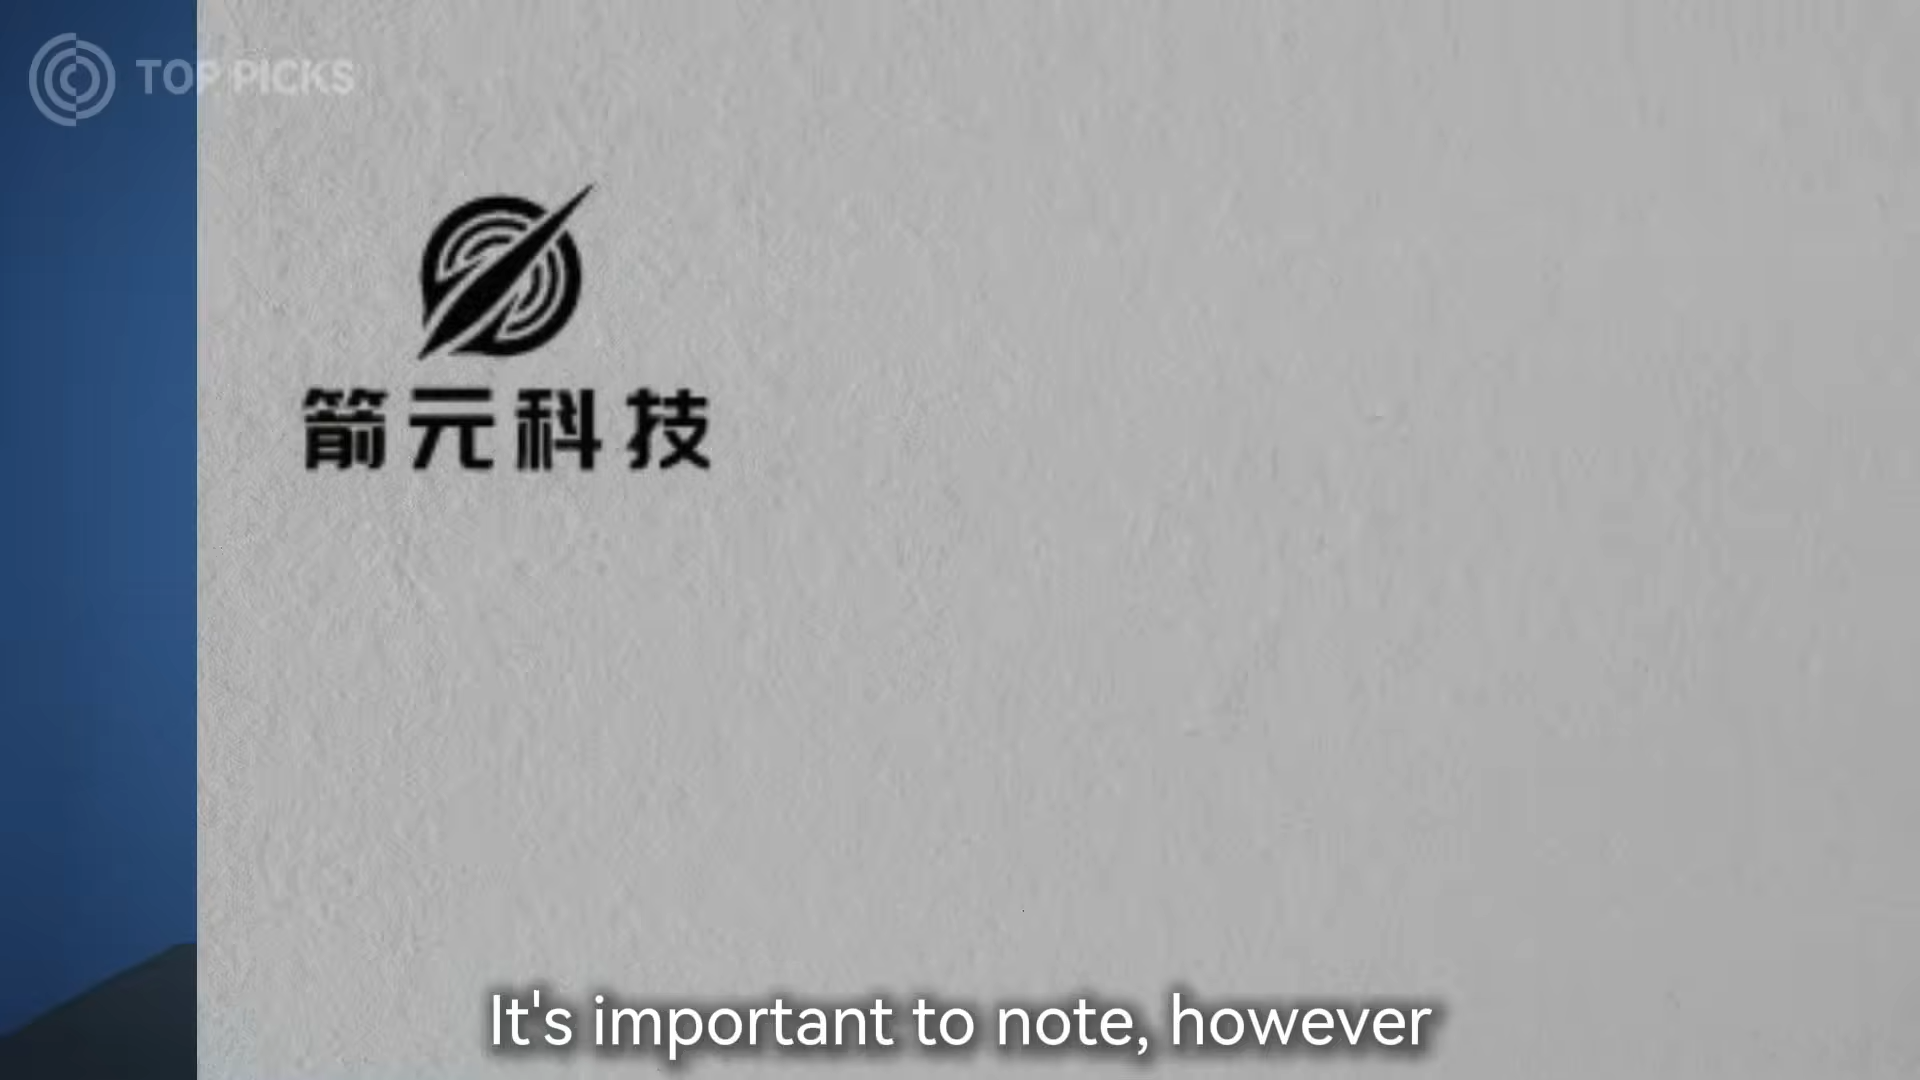 TOP PICKS
箭元科技
It's important to note, however